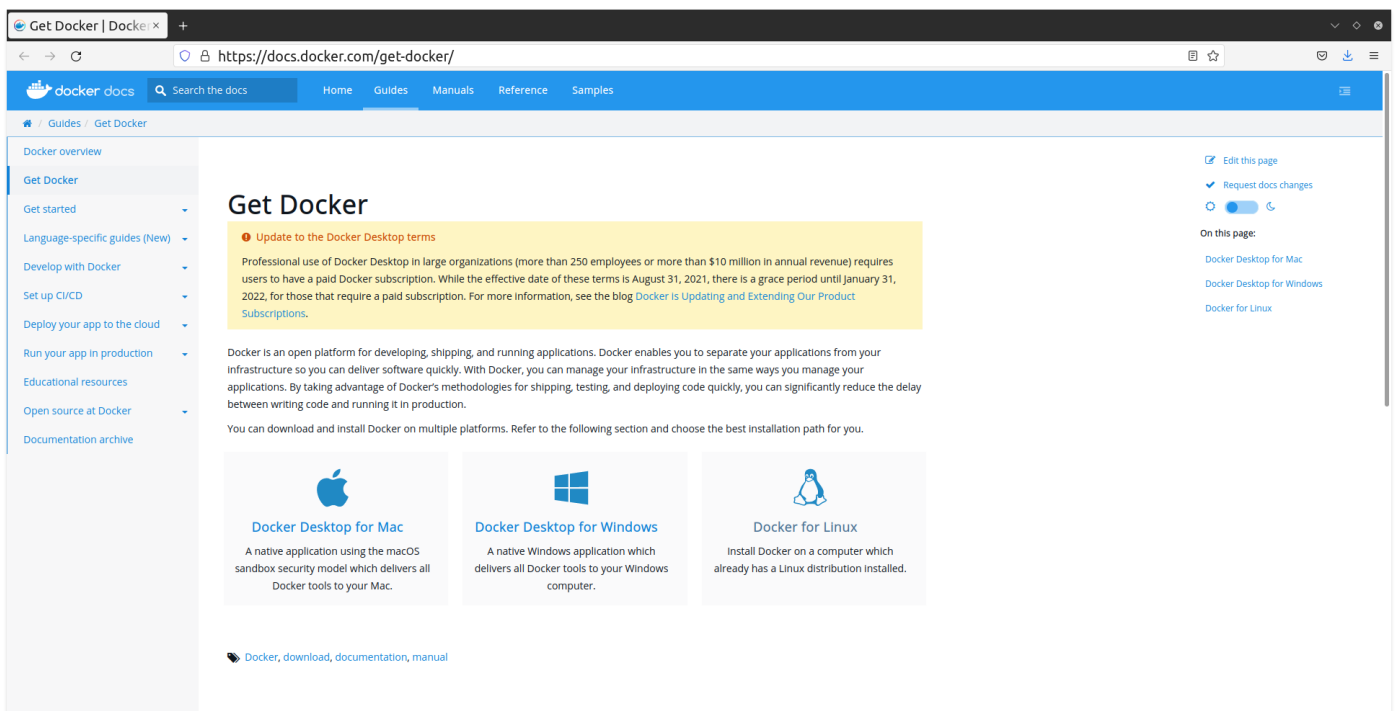 Get Docker | Docker
https://docs.docker.com/get-docker/
docker docs
Search the docs
Home
Guides
Manuals
Reference
Samples
/ Guides / Get Docker
Docker overview
Get Docker
Get started
Language-specific guides (New)
Develop with Docker
Set up CI/CD
Deploy your app to the cloud
Run your app in production
Educational resources
Open source at Docker
Documentation archive
Get Docker
Update to the Docker Desktop terms
Professional use of Docker Desktop in large organizations (more than 250 employees or more than $10 million in annual revenue) requires
users to have a paid Docker subscription. While the effective date of these terms is August 31, 2021, there is a grace period until January 31,
2022, for those that require a paid subscription. For more information, see the blog Docker is Updating and Extending Our Product
Subscriptions.
Docker is an open platform for developing, shipping, and running applications. Docker enables you to separate your applications from your
infrastructure so you can deliver software quickly. With Docker, you can manage your infrastructure in the same ways you manage your
applications. By taking advantage of Docker's methodologies for shipping, testing, and deploying code quickly, you can significantly reduce the delay
between writing code and running it in production.
You can download and install Docker on multiple platforms. Refer to the following section and choose the best installation path for you.
Docker Desktop for Mac
A native application using the macOS
sandbox security model which delivers all
Docker tools to your Mac.
Docker Desktop for Windows
A native Windows application which
delivers all Docker tools to your Windows
computer.
Docker for Linux
Install Docker on a computer which
already has a Linux distribution installed.
Docker, download, documentation, manual
Edit this page
Request docs changes
On this page:
Docker Desktop for Mac
Docker Desktop for Windows
Docker for Linux